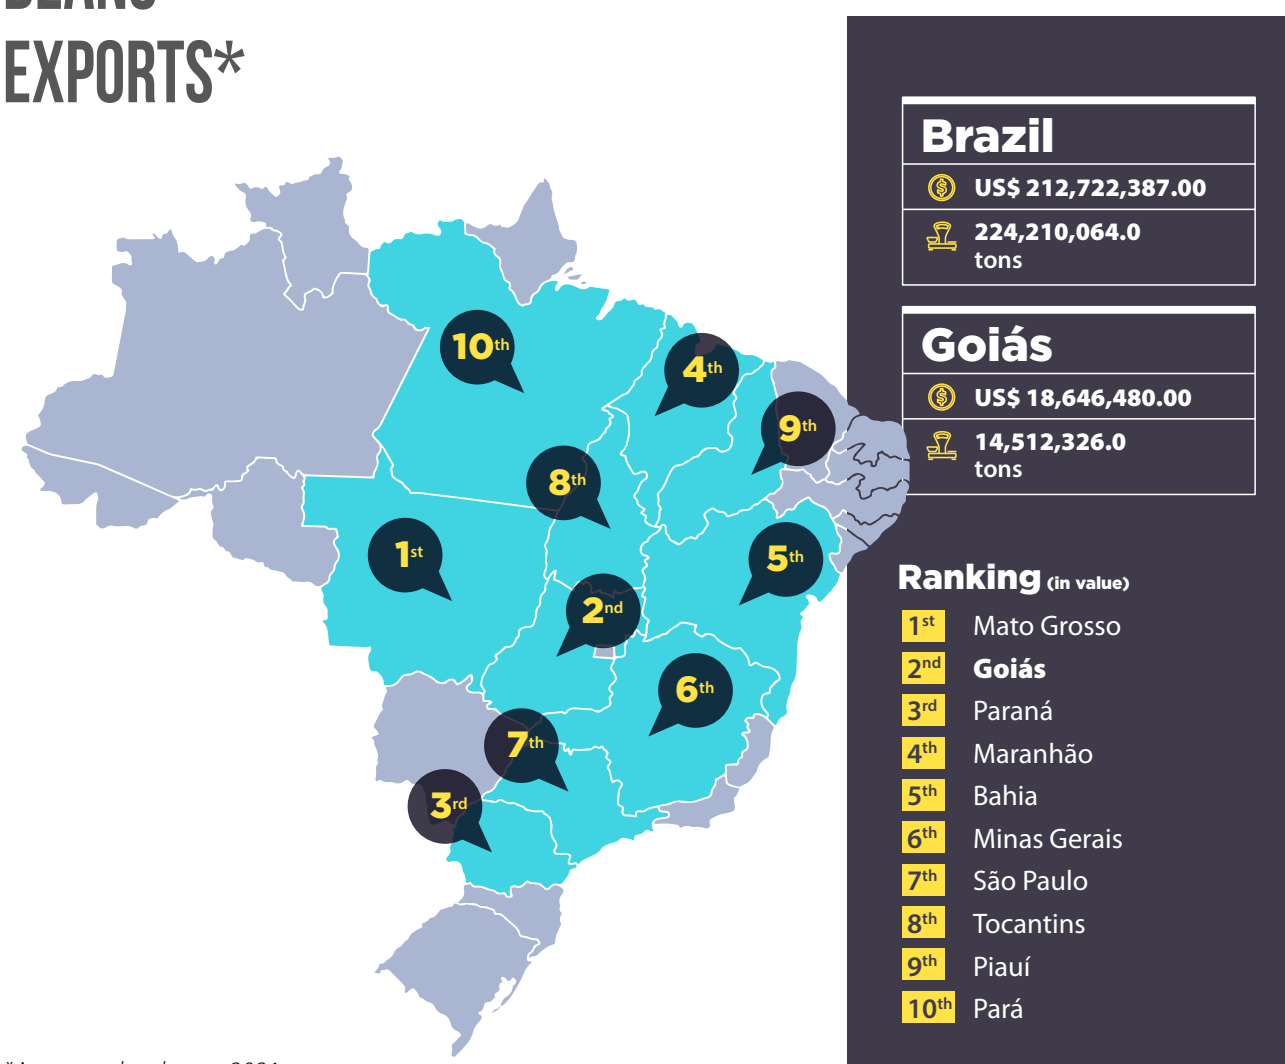 EXPORTS*
10th
4th
9th
8th
1st
5th
2nd
6th
7th
3rd
Brazil
US$ 212,722,387.00
224,210,064.0
tons
Goiás
US$ 18,646,480.00
14,512,326.0
tons
Ranking (in value)
1st Mato Grosso
2nd Goiás
3rd Paraná
4th Maranhão
5th Bahia
6th Minas Gerais
7th São Paulo
8th Tocantins
9th Piauí
10th Pará